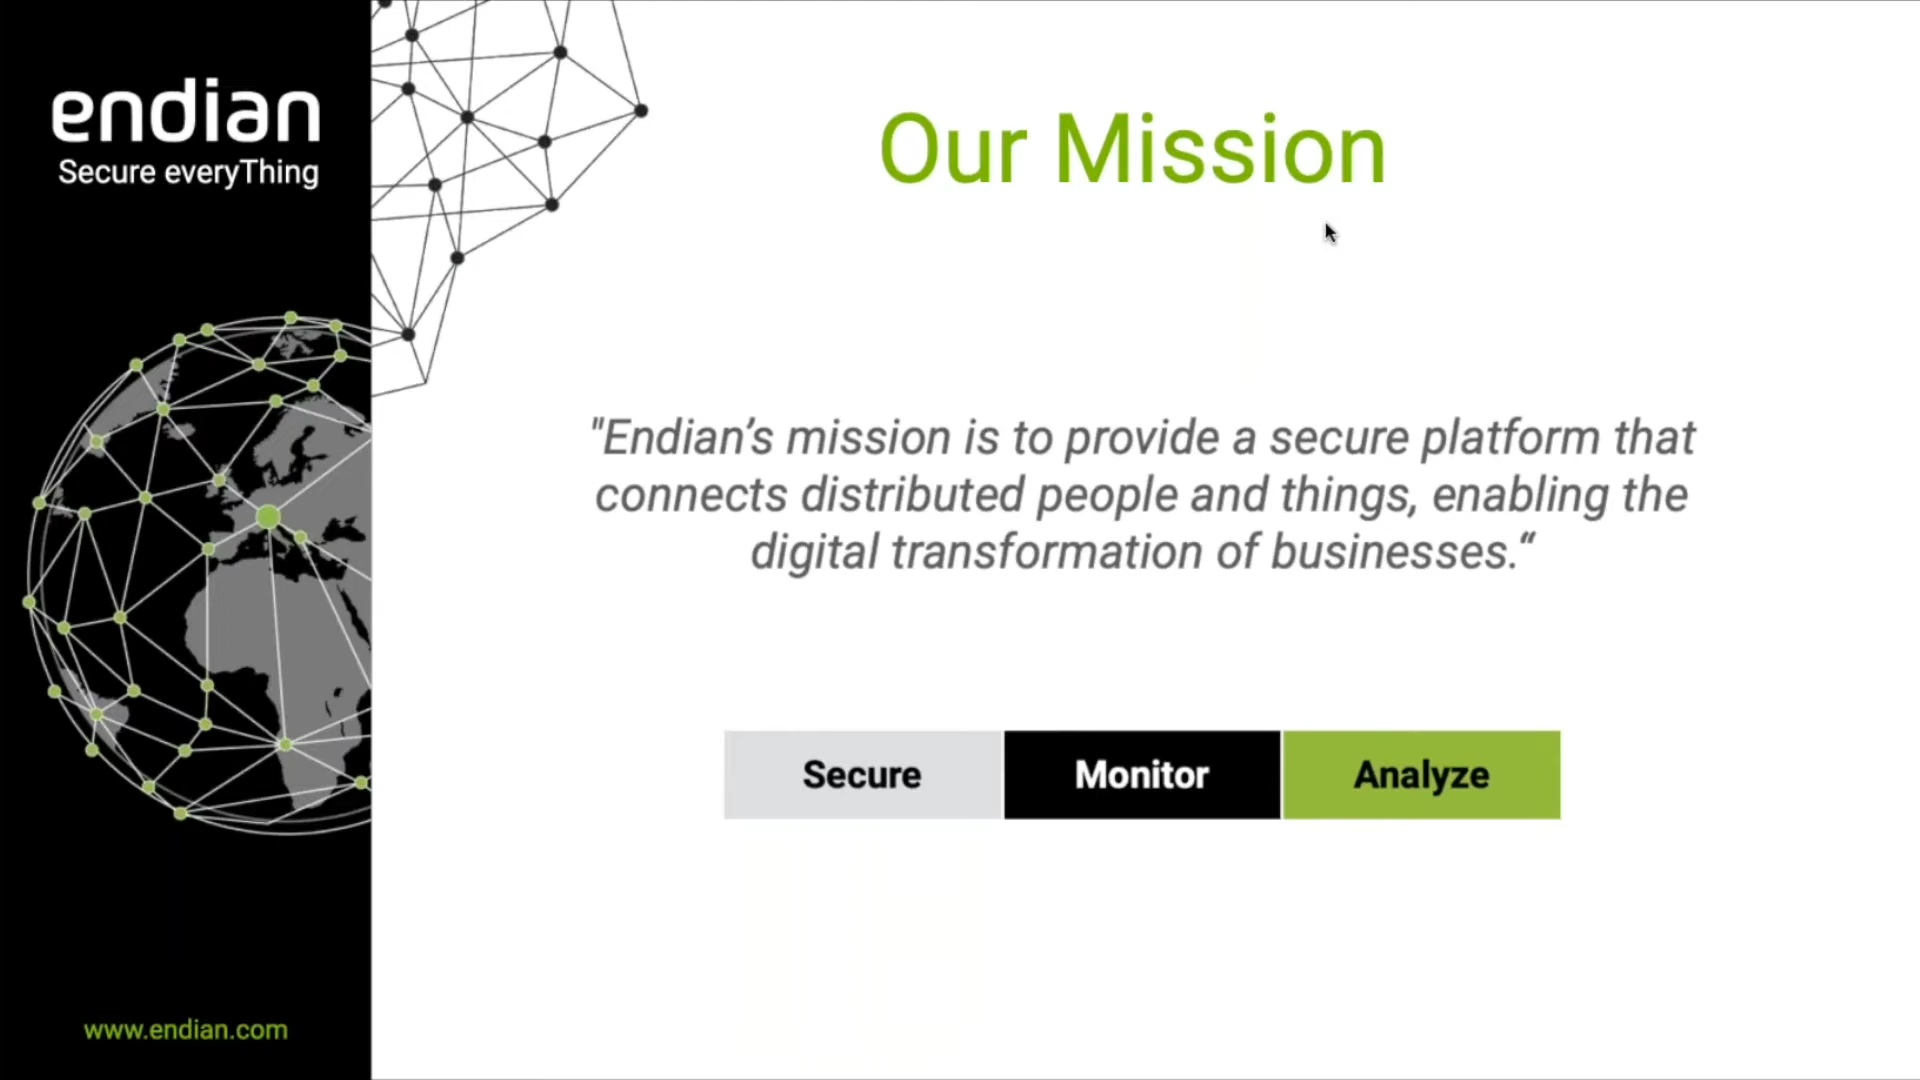 endian
Secure everyThing
Our Mission
"Endian’s mission is to provide a secure platform that
connects distributed people and things, enabling the
digital transformation of businesses.“
Secure
Monitor
Analyze
www.endian.com